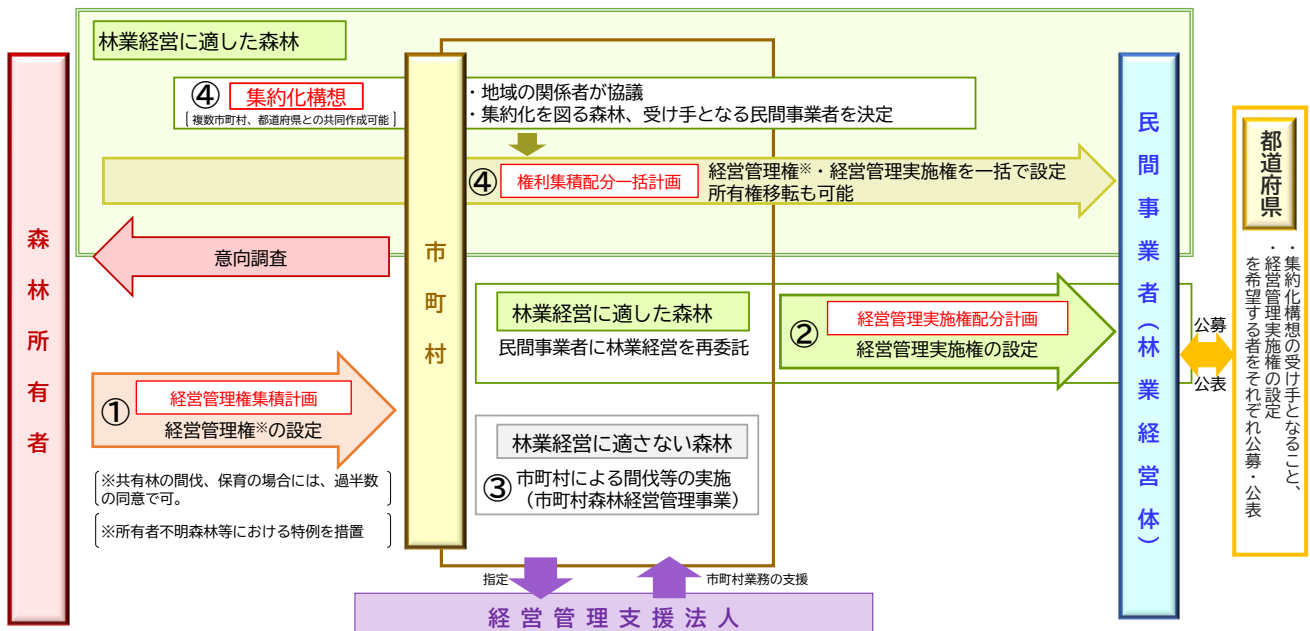 林業経営に適した森林
④ 集約化構想
[複数市町村、都道府県との共同作成可能]
・地域の関係者が協議
・集約化を図る森林、受け手となる民間事業者を決定
④ 権利集積配分一括計画
経営管理権※・経営管理実施権を一括で設定
所有権移転も可能
森林所有者
意向調査
市町村
民間事業者（林業経営体）
都道府県
・集約化構想の受け手となること、
・経営管理実施権の設定
を希望する者をそれぞれ公募・公表
林業経営に適した森林
民間事業者に林業経営を再委託
② 経営管理実施権配分計画
経営管理実施権の設定
公募
公表
① 経営管理権集積計画
経営管理権※の設定
※共有林の間伐、保育の場合には、過半数
の同意で可。
※所有者不明森林等における特例を措置
林業経営に適さない森林
③ 市町村による間伐等の実施
（市町村森林経営管理事業）
指定
市町村業務の支援
経営管理支援法人